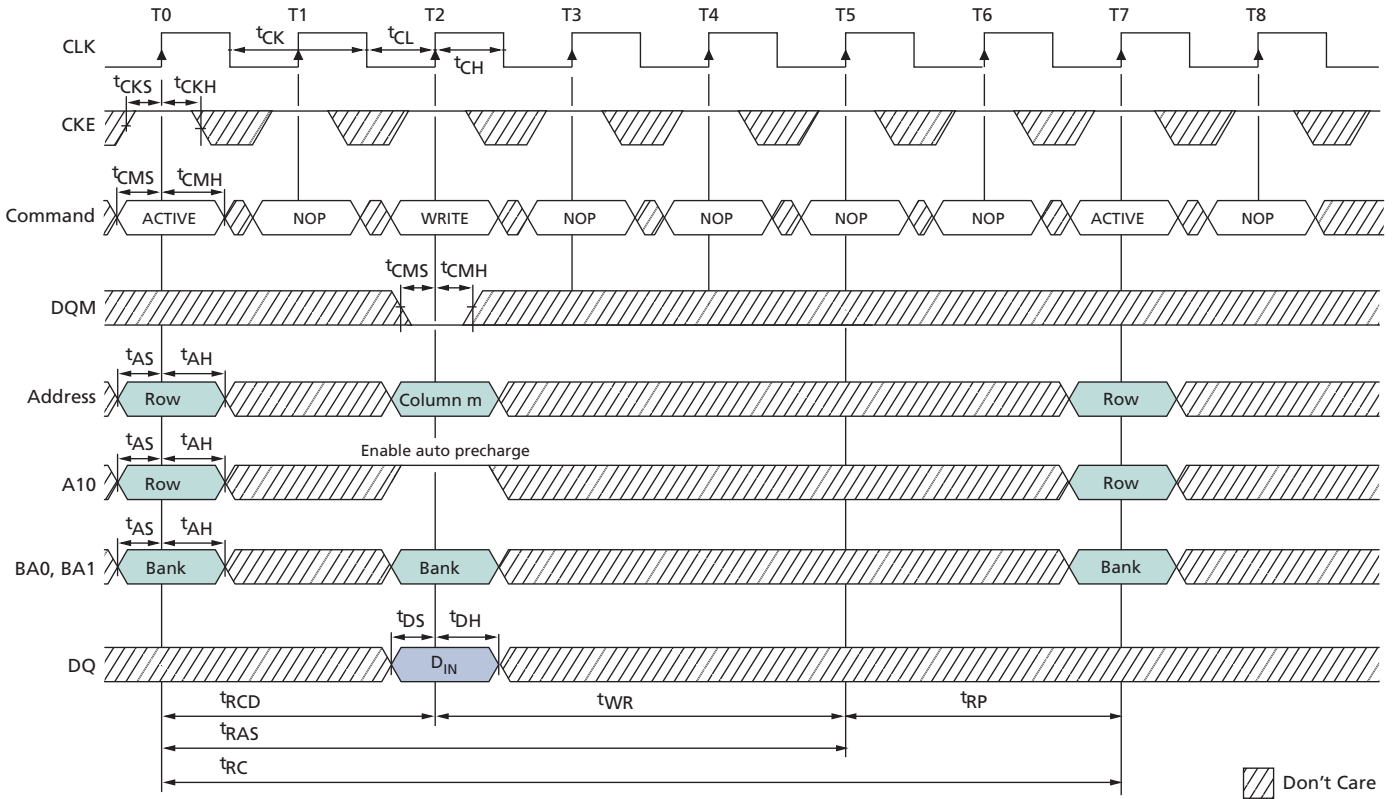 T0 T1 T2 T3 T4 T5 T6 T7 T8
CLK
tCK tCL
tCH
tCKS tCKH
CKE
tCMS tCMH
Command ACTIVE NOP WRITE NOP NOP NOP NOP ACTIVE NOP
tCMS tCMH
DQM
tAS tAH
Address Row Column m Row
tAS tAH
Enable auto precharge
A10 Row Row
tAS tAH
BA0, BA1 Bank Bank Bank
tDS tDH
DQ DIN
tRCD tWR tRP
tRAS
tRC
Don't Care